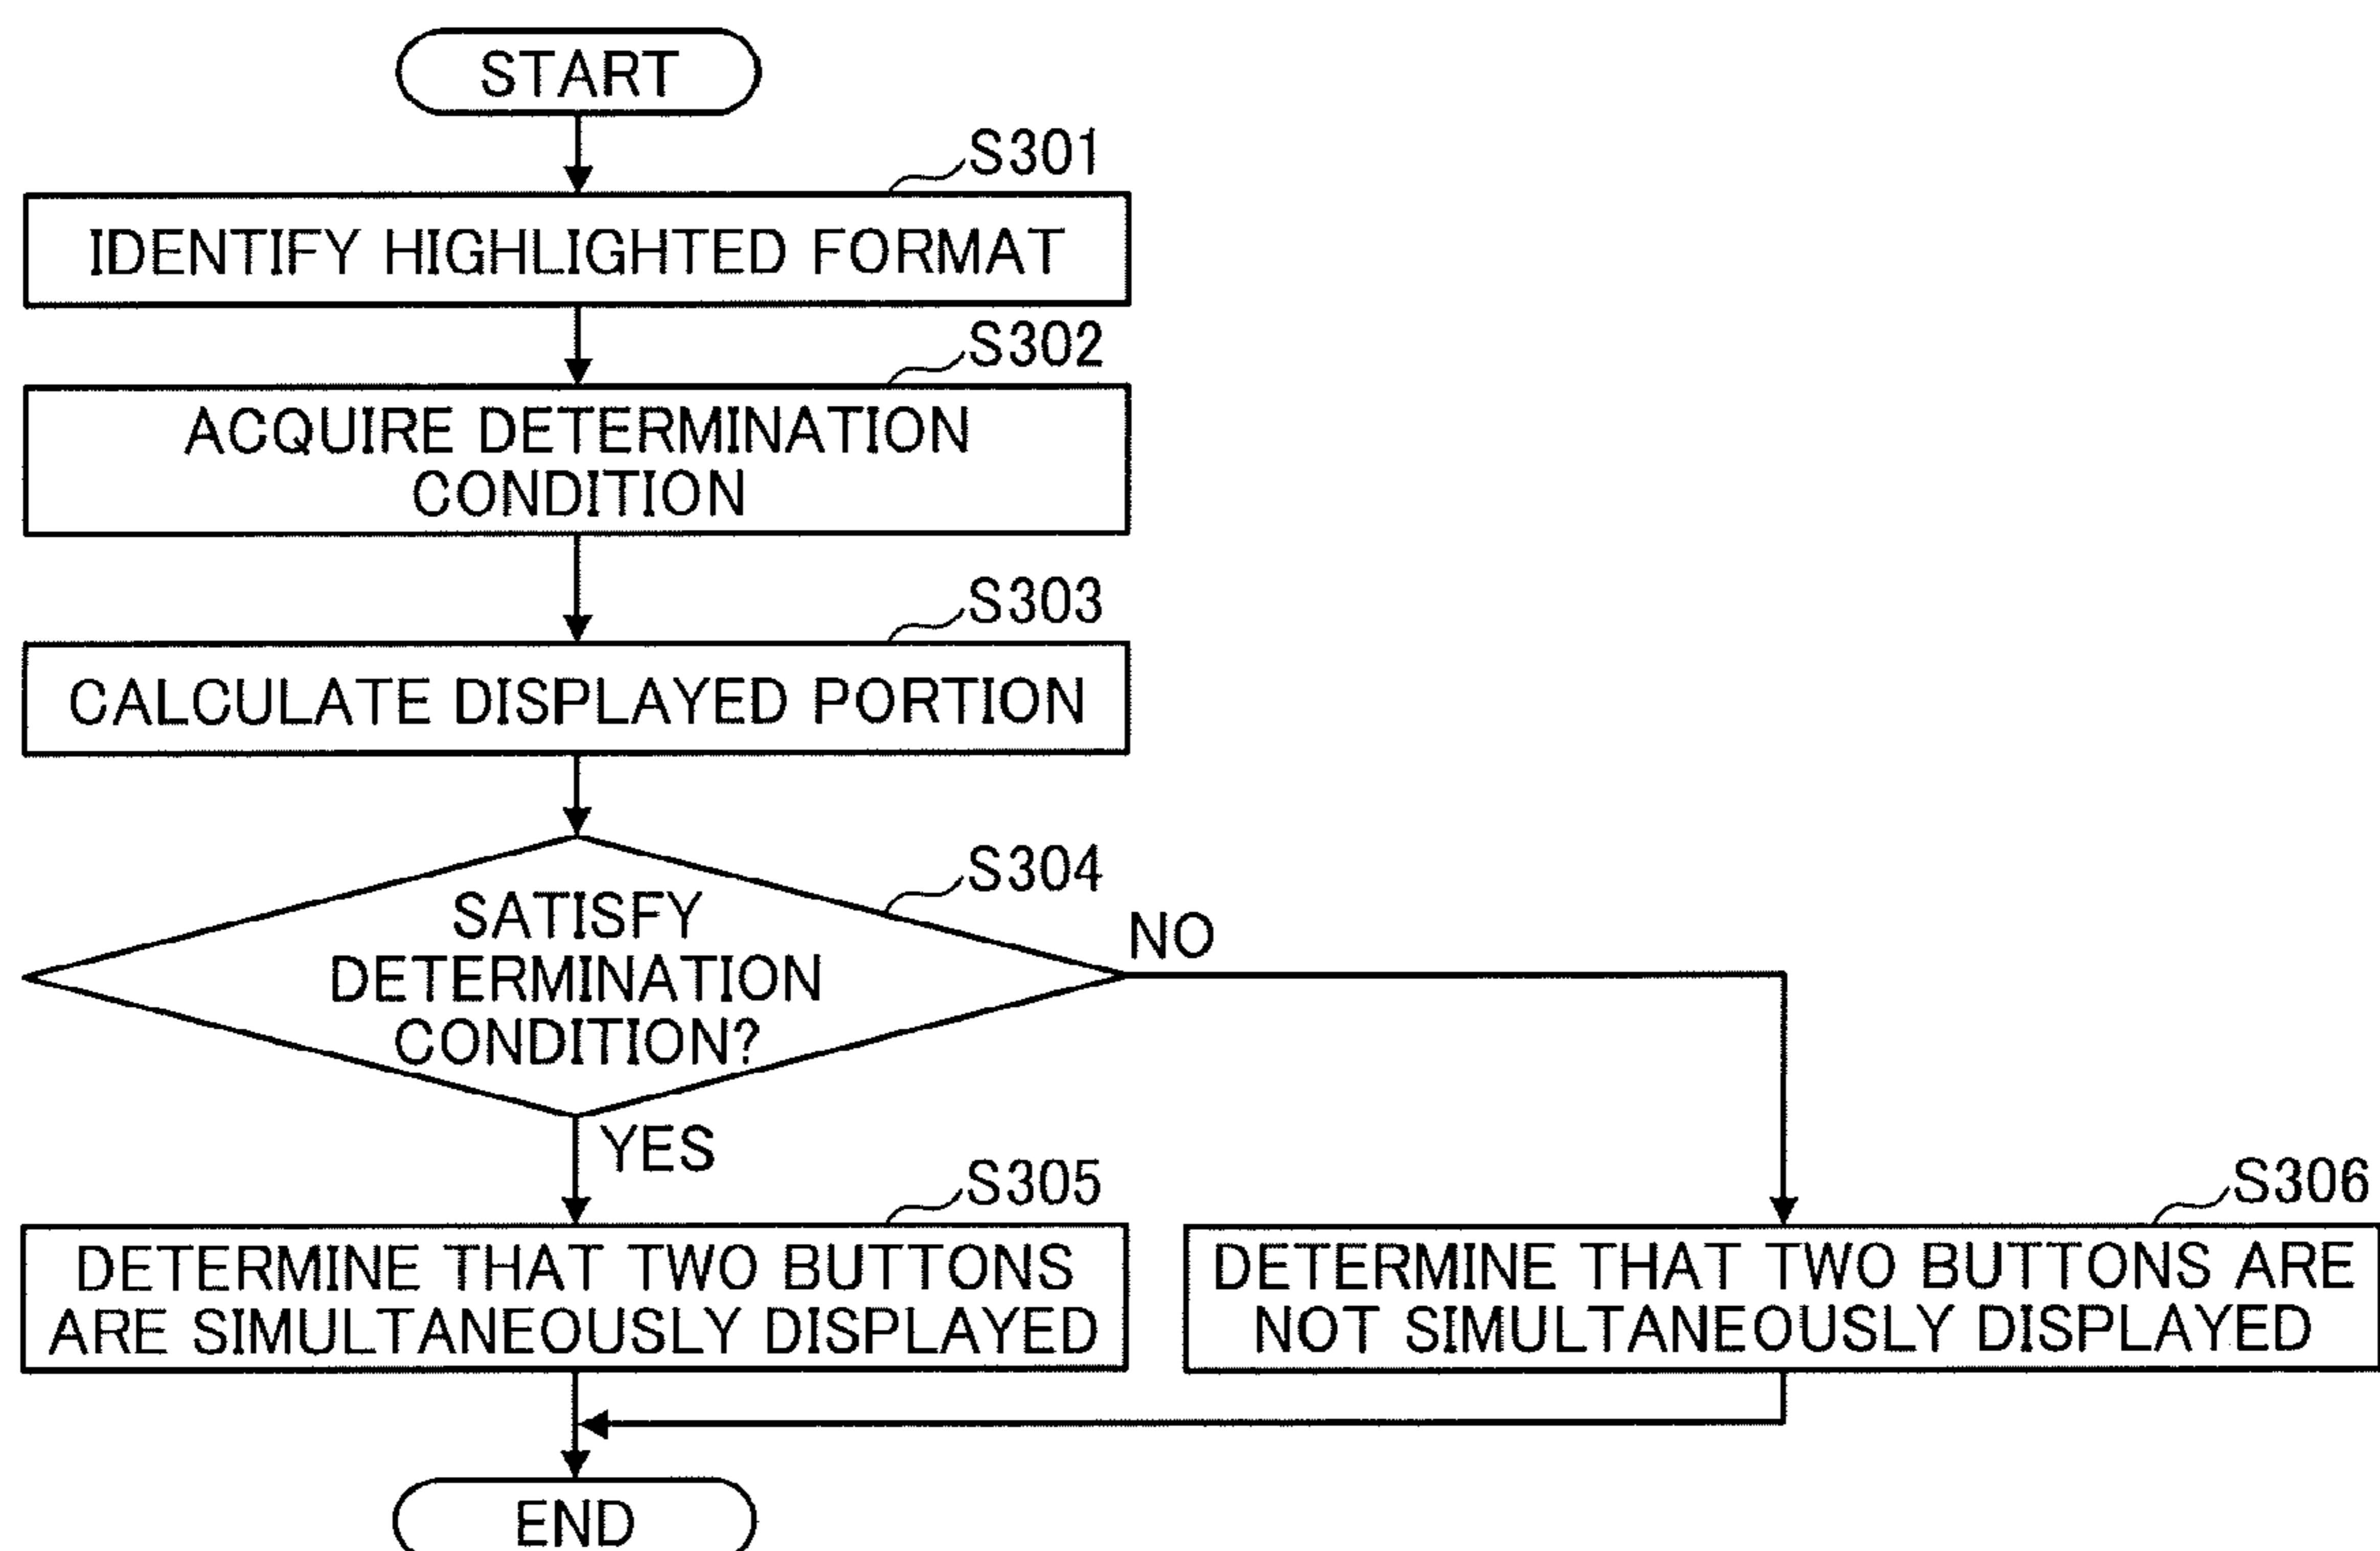 START
S301
IDENTIFY HIGHLIGHTED FORMAT
S302
ACQUIRE DETERMINATION
CONDITION
S303
CALCULATE DISPLAYED PORTION
S304
SATISFY
DETERMINATION
CONDITION?
NO
YES
S305
DETERMINE THAT TWO BUTTONS
ARE SIMULTANEOUSLY DISPLAYED
S306
DETERMINE THAT TWO BUTTONS ARE
NOT SIMULTANEOUSLY DISPLAYED
END